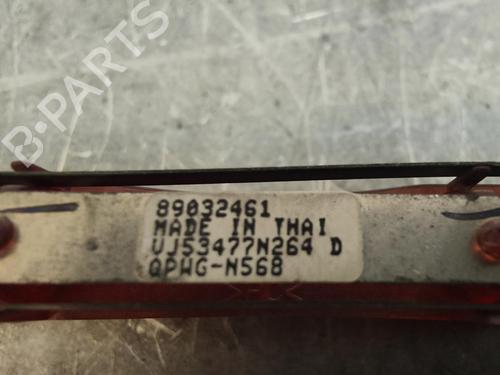 B-PARTS
89032461
MADE IN THAI
UJ53477N264 D
QPWG-N568